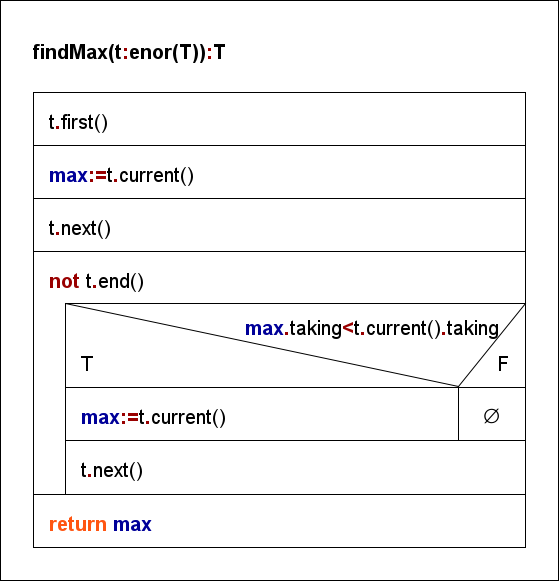 findMax(t:enor(T)):T
t.first()
max:=t.current()
t.next()
not t.end()
max.taking<t.current().taking
T
F
max:=t.current()
∅
t.next()
return max